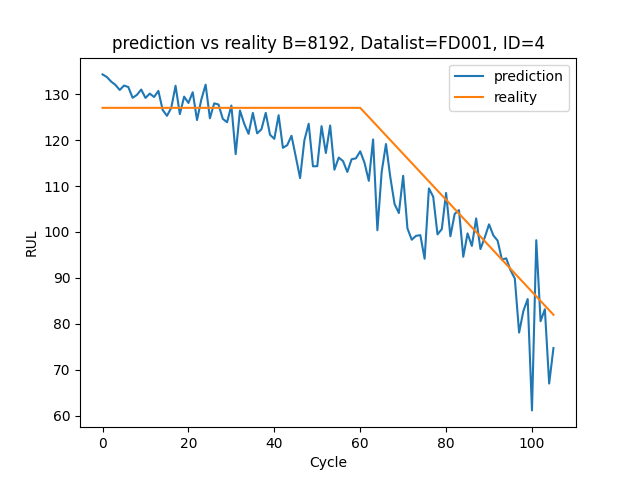 prediction vs reality B=8192, Datalist=FD001, ID=4
prediction
reality
RUL
130
120
110
100
90
80
70
60
0 20 40 60 80 100
Cycle